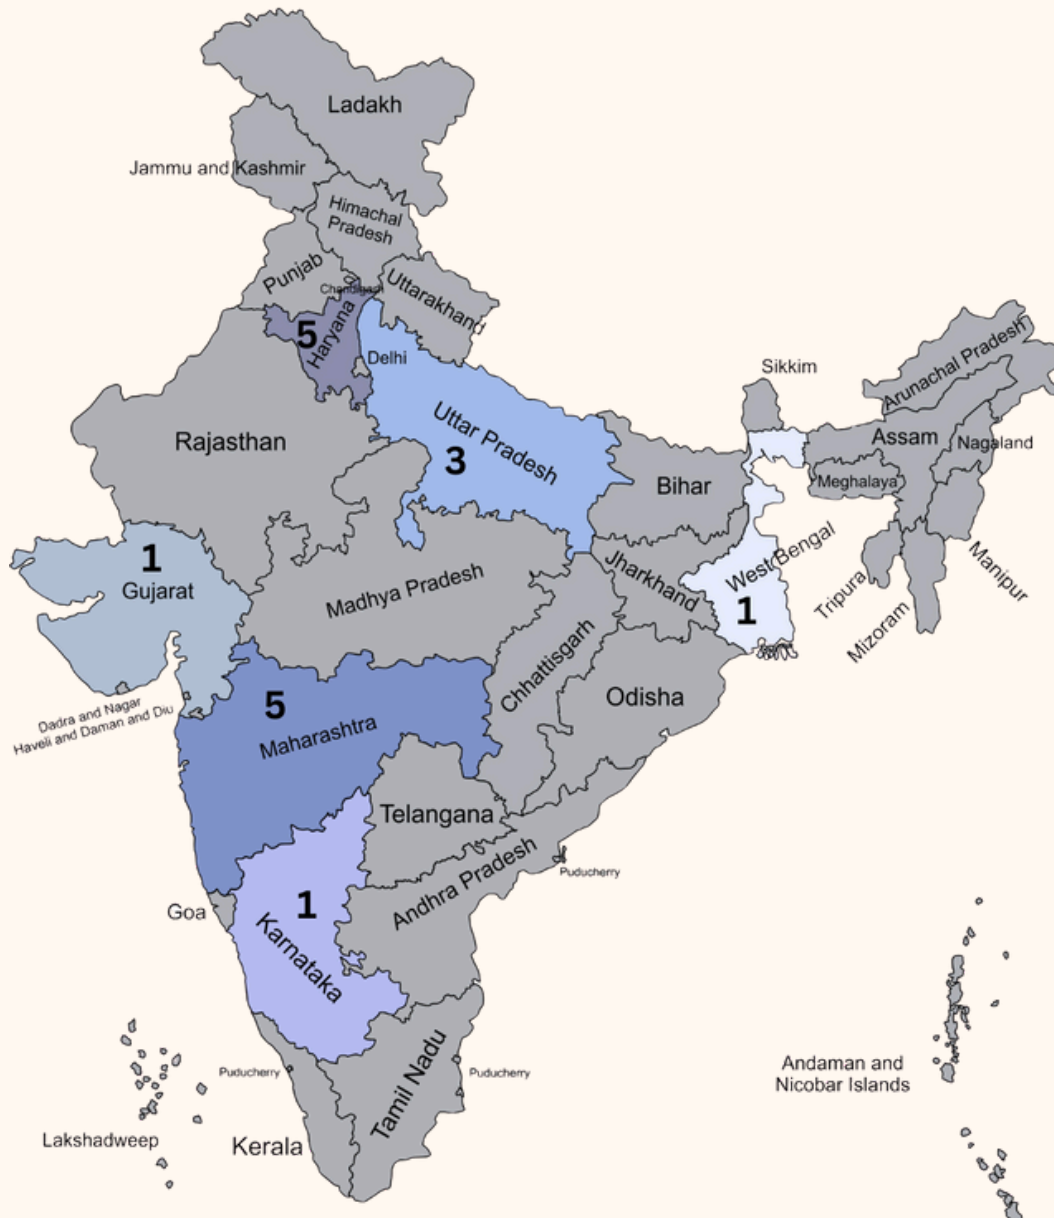 Ladakh
Jammu and Kashmir
Himachal
Pradesh
Punjab
Chandigarh
Uttarakhand
5
Haryana
Delhi
Sikkim
Arunachal Pradesh
Rajasthan
Uttar Pradesh
3
Bihar
Assam
Nagaland
Meghalaya
1
Gujarat
Madhya Pradesh
Jharkhand
West Bengal
1
Tripura
Mizoram
Manipur
Chhattisgarh
Odisha
Dadra and Nagar
Haveli and Daman and Diu
5
Maharashtra
Telangana
Andhra Pradesh
Puducherry
Goa
1
Karnataka
Tamil Nadu
Puducherry
Puducherry
Andaman and
Nicobar Islands
Lakshadweep
Kerala